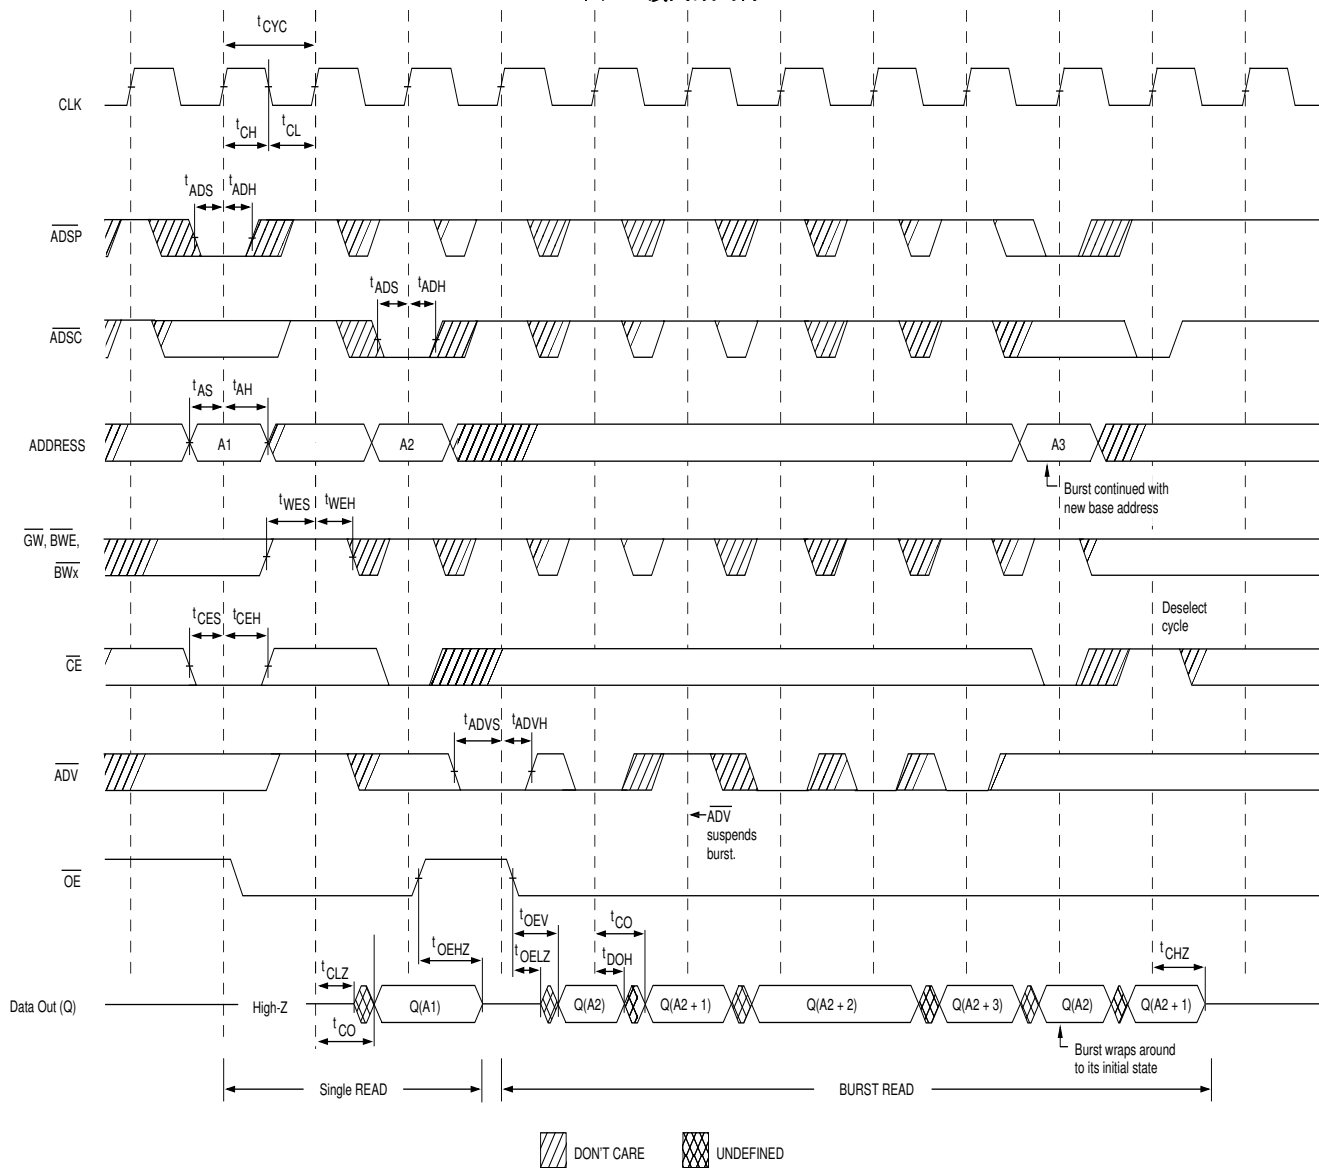 tCYC
CLK
tCH
tCL
tADS
tADH
ADSP
tADS
tADH
ADSC
tAS
tAH
ADDRESS
A1
A2
A3
Burst continued with
new base address
tWES
tWEH
GW, BWE,
BWx
tCES
tCEH
Deselect
cycle
CE
tADVS
tADVH
ADV
ADV
suspends
burst.
OE
tOEV
tCO
tOEHZ
tOELZ
tDOH
tCHZ
tCLZ
Data Out (Q)
High-Z
Q(A1)
Q(A2)
Q(A2 + 1)
Q(A2 + 2)
Q(A2 + 3)
Q(A2)
Q(A2 + 1)
tCO
Burst wraps around
to its initial state
Single READ
BURST READ
DON'T CARE
UNDEFINED